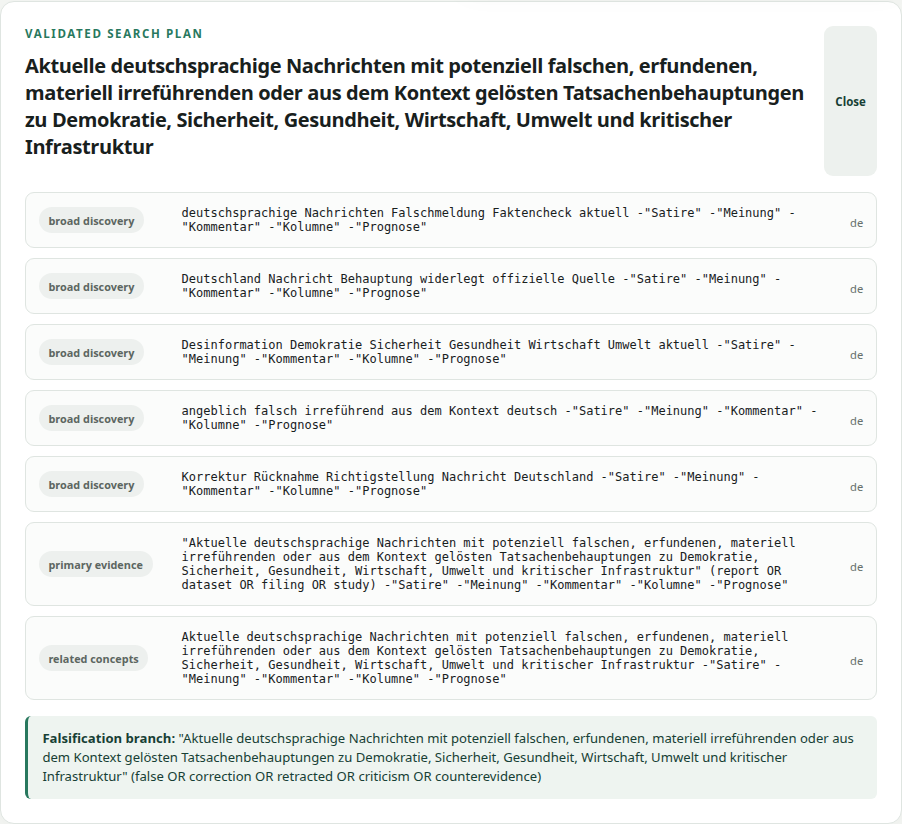 VALIDATED SEARCH PLAN
Aktuelle deutschsprachige Nachrichten mit potenziell falschen, erfundenen,
materiell irreführenden oder aus dem Kontext gelösten Tatsachenbehauptungen
zu Demokratie, Sicherheit, Gesundheit, Wirtschaft, Umwelt und kritischer
Infrastruktur
Close
broad discovery
deutschsprachige Nachrichten Falschmeldung Faktencheck aktuell -"Satire" -"Meinung" -
"Kommentar" -"Kolumne" -"Prognose"
de
broad discovery
Deutschland Nachricht Behauptung widerlegt offizielle Quelle -"Satire" -"Meinung" -
"Kommentar" -"Kolumne" -"Prognose"
de
broad discovery
Desinformation Demokratie Sicherheit Gesundheit Wirtschaft Umwelt aktuell -"Satire" -
"Meinung" -"Kommentar" -"Kolumne" -"Prognose"
de
broad discovery
angeblich falsch irreführend aus dem Kontext deutsch -"Satire" -"Meinung" -"Kommentar" -
"Kolumne" -"Prognose"
de
broad discovery
Korrektur Rücknahme Richtigstellung Nachricht Deutschland -"Satire" -"Meinung" -
"Kommentar" -"Kolumne" -"Prognose"
de
primary evidence
"Aktuelle deutschsprachige Nachrichten mit potenziell falschen, erfundenen, materiell
irreführenden oder aus dem Kontext gelösten Tatsachenbehauptungen zu Demokratie,
Sicherheit, Gesundheit, Wirtschaft, Umwelt und kritischer Infrastruktur" (report OR
dataset OR filing OR study) -"Satire" -"Meinung" -"Kommentar" -"Kolumne" -"Prognose"
de
related concepts
Aktuelle deutschsprachige Nachrichten mit potenziell falschen, erfundenen, materiell
irreführenden oder aus dem Kontext gelösten Tatsachenbehauptungen zu Demokratie,
Sicherheit, Gesundheit, Wirtschaft, Umwelt und kritischer Infrastruktur -"Satire" -
"Meinung" -"Kommentar" -"Kolumne" -"Prognose"
de
Falsification branch: "Aktuelle deutschsprachige Nachrichten mit potenziell falschen, erfundenen, materiell irreführenden oder aus
dem Kontext gelösten Tatsachenbehauptungen zu Demokratie, Sicherheit, Gesundheit, Wirtschaft, Umwelt und kritischer
Infrastruktur" (false OR correction OR retracted OR criticism OR counterevidence)